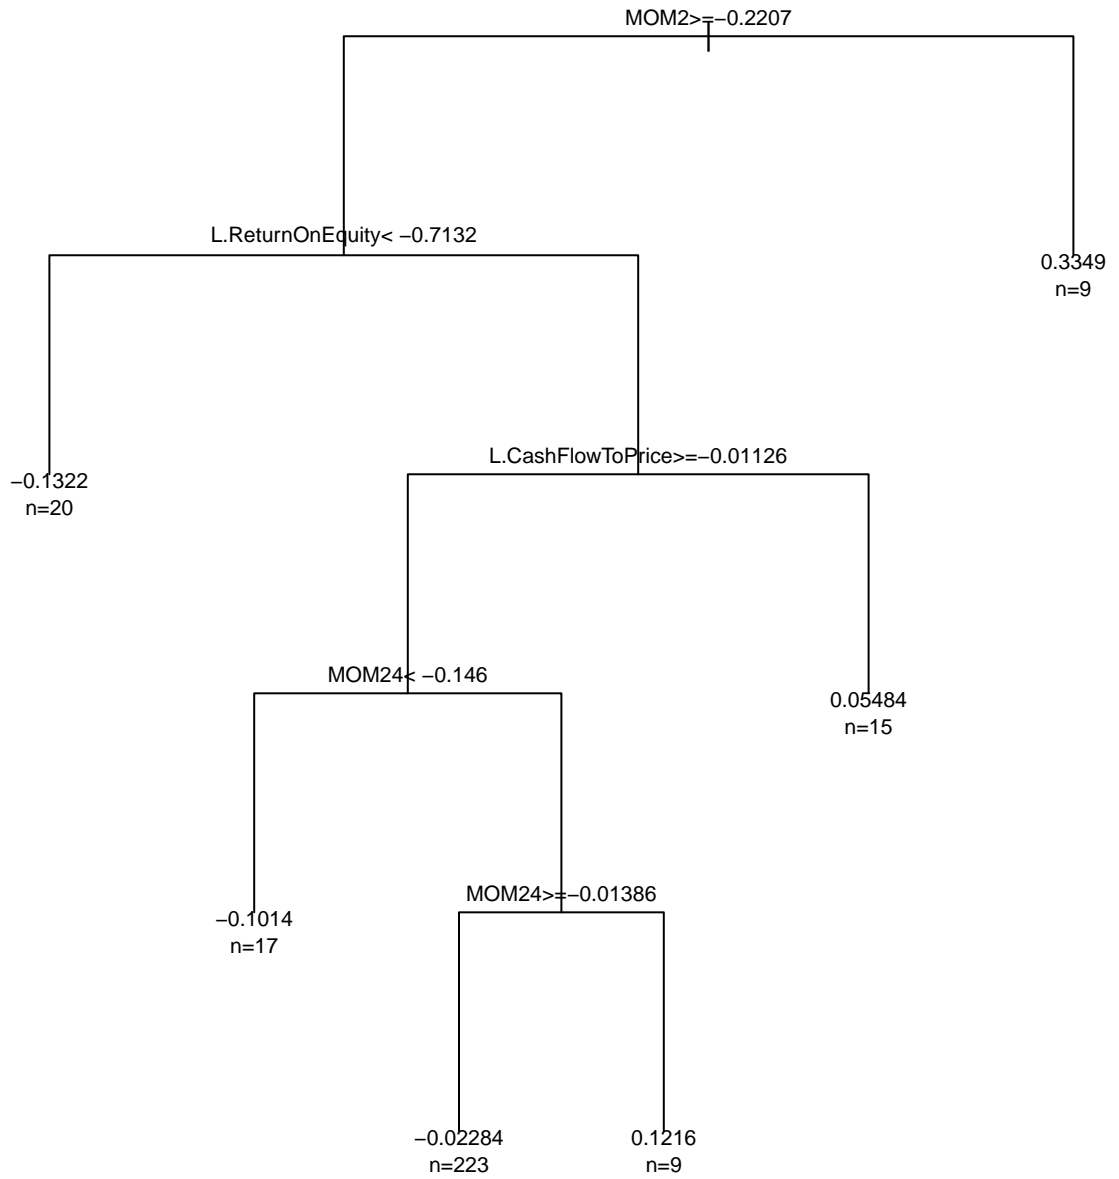 MOM2>=−0.2207
L.ReturnOnEquity< −0.7132
0.3349
n=9
L.CashFlowToPrice>=−0.01126
−0.1322
n=20
MOM24< −0.146
0.05484
n=15
MOM24>=−0.01386
−0.1014
n=17
−0.02284
n=223
0.1216
n=9